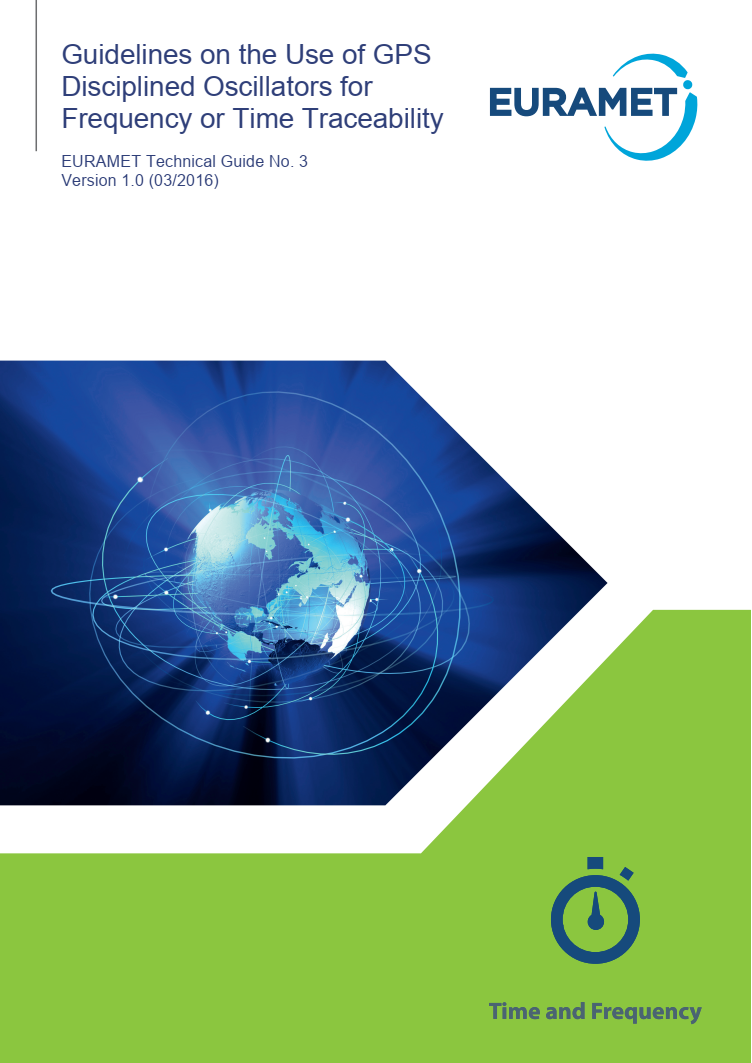 Guidelines on the Use of GPS
Disciplined Oscillators for
Frequency or Time Traceability
EURAMET
EURAMET Technical Guide No. 3
Version 1.0 (03/2016)
Time and Frequency